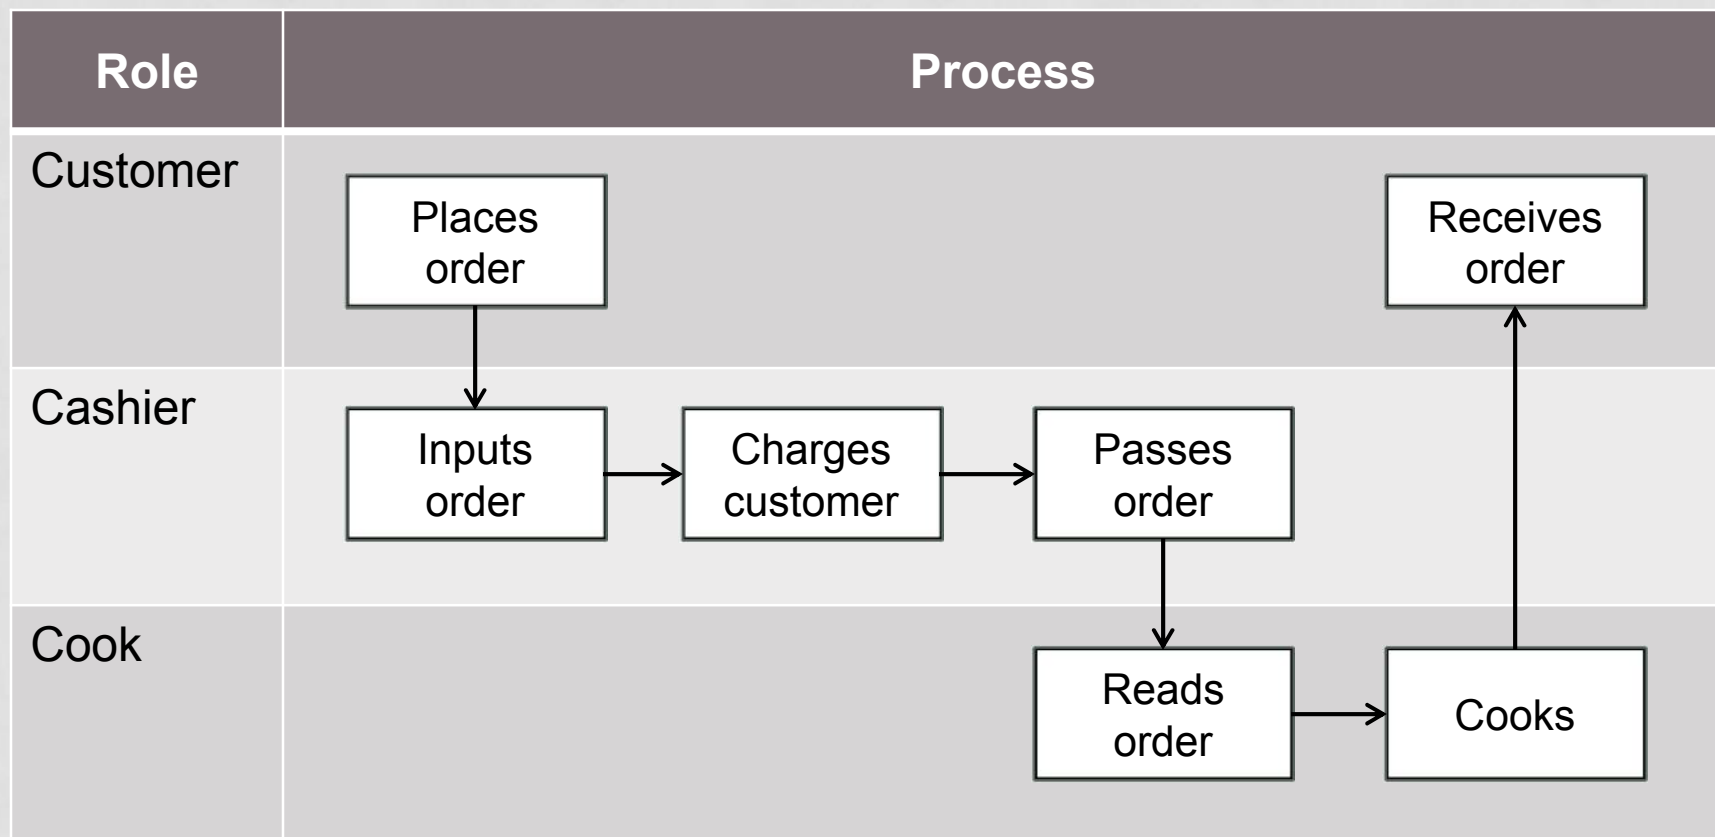 Role
Process
Customer
Places
order
Receives
order
Cashier
Inputs
order
Charges
customer
Passes
order
Cook
Reads
order
Cooks